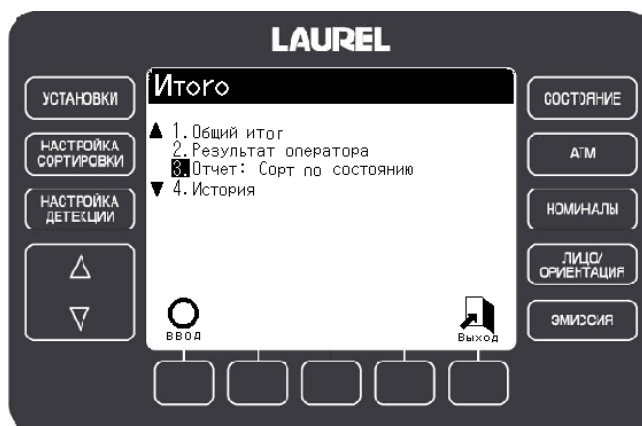 LAUREL
УСТАНОВКИ
НАСТРОЙКА
СОРТИРОВКИ
НАСТРОЙКА
ДЕТЕКЦИИ
Итого
1. Общий итог
2. Результат оператора
3. Отчет: Сорт по состоянию
4. История
ВВОД
Выход
СОСТОЯНИЕ
ATM
НОМИНАЛЫ
ЛИЦО/
ОРИЕНТАЦИЯ
ЭМИССИЯ